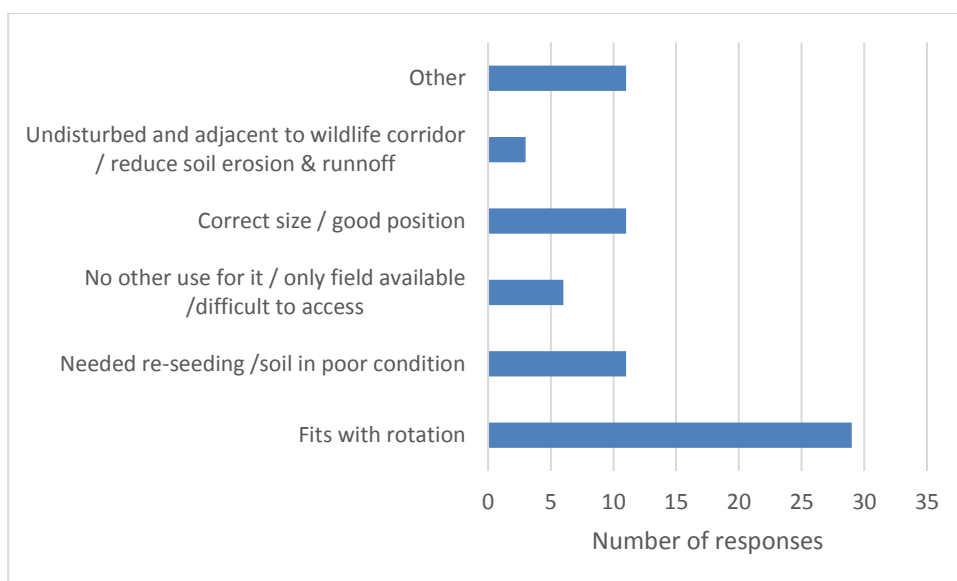 Other
Undisturbed and adjacent to wildlife corridor
/ reduce soil erosion & runnoff
Correct size / good position
No other use for it / only field available
/difficult to access
Needed re-seeding /soil in poor condition
Fits with rotation
0 5 10 15 20 25 30 35
Number of responses